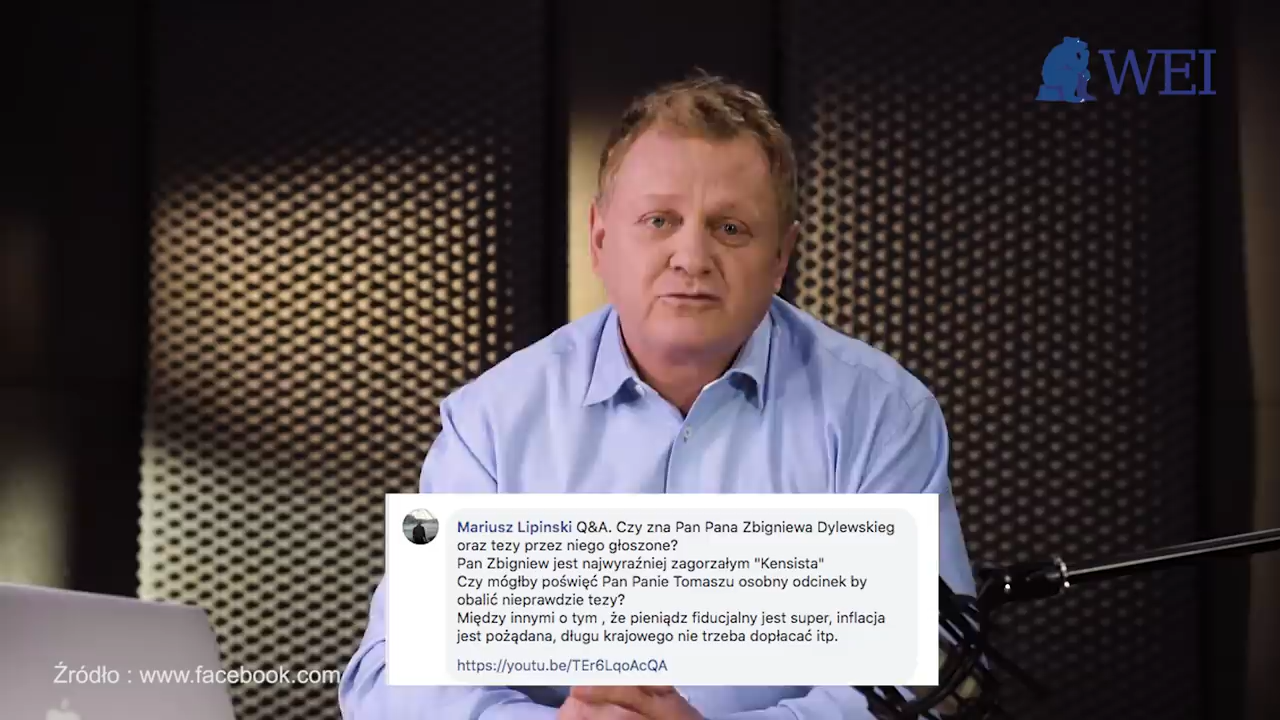 WEI
Mariusz Lipinski Q&A. Czy zna Pan Pana Zbigniewa Dylewskieg
oraz tezy przez niego głoszone?
Pan Zbigniew jest najwyraźniej zagorzałym "Kensista"
Czy mógłby poświęć Pan Panie Tomaszu osobny odcinek by
obalić nieprawdzie tezy?
Między innymi o tym , że pieniądz fiducjalny jest super, inflacja
jest pożądana, długu krajowego nie trzeba dopłacać itp.
https://youtu.be/TEr6LqoAcQA
Źródło : www.facebook.com